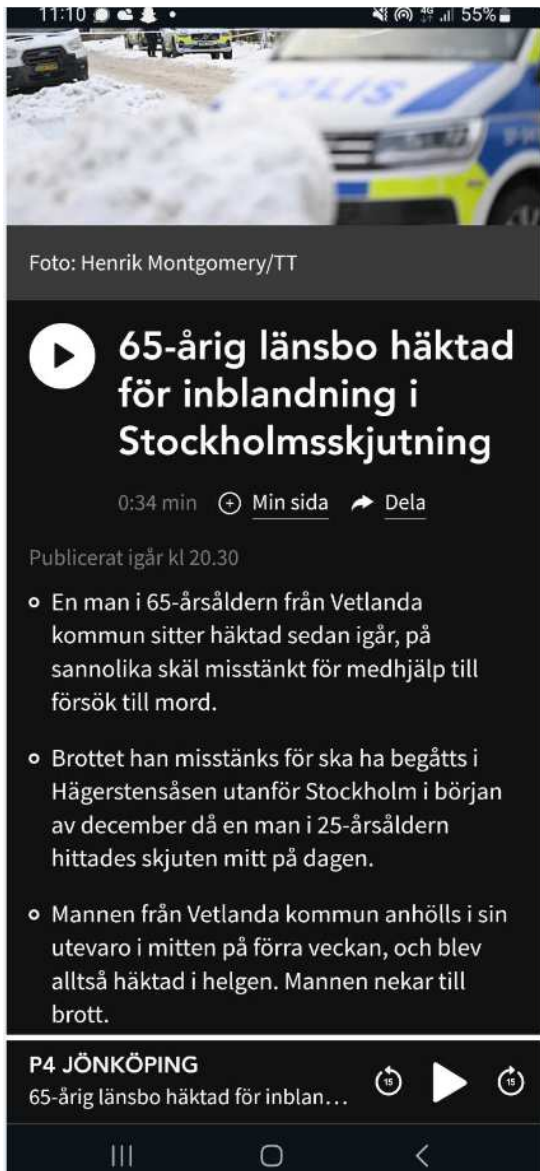 11:10
4G 55%
POLIS
Foto: Henrik Montgomery/TT
65-årig länsbo häktad
för inblandning i
Stockholmsskjutning
0:34 min Min sida Dela
Publicerat igår kl 20.30
En man i 65-årsåldern från Vetlanda
kommun sitter häktad sedan igår, på
sannolika skäl misstänkt för medhjälp till
försök till mord.
Brottet han misstänks för ska ha begåtts i
Hägerstensåsen utanför Stockholm i början
av december då en man i 25-årsåldern
hittades skjuten mitt på dagen.
Mannen från Vetlanda kommun anhölls i sin
utevaro i mitten på förra veckan, och blev
alltså häktad i helgen. Mannen nekar till
brott.
P4 JÖNKÖPING
65-årig länsbo häktad för inblan...
15 15